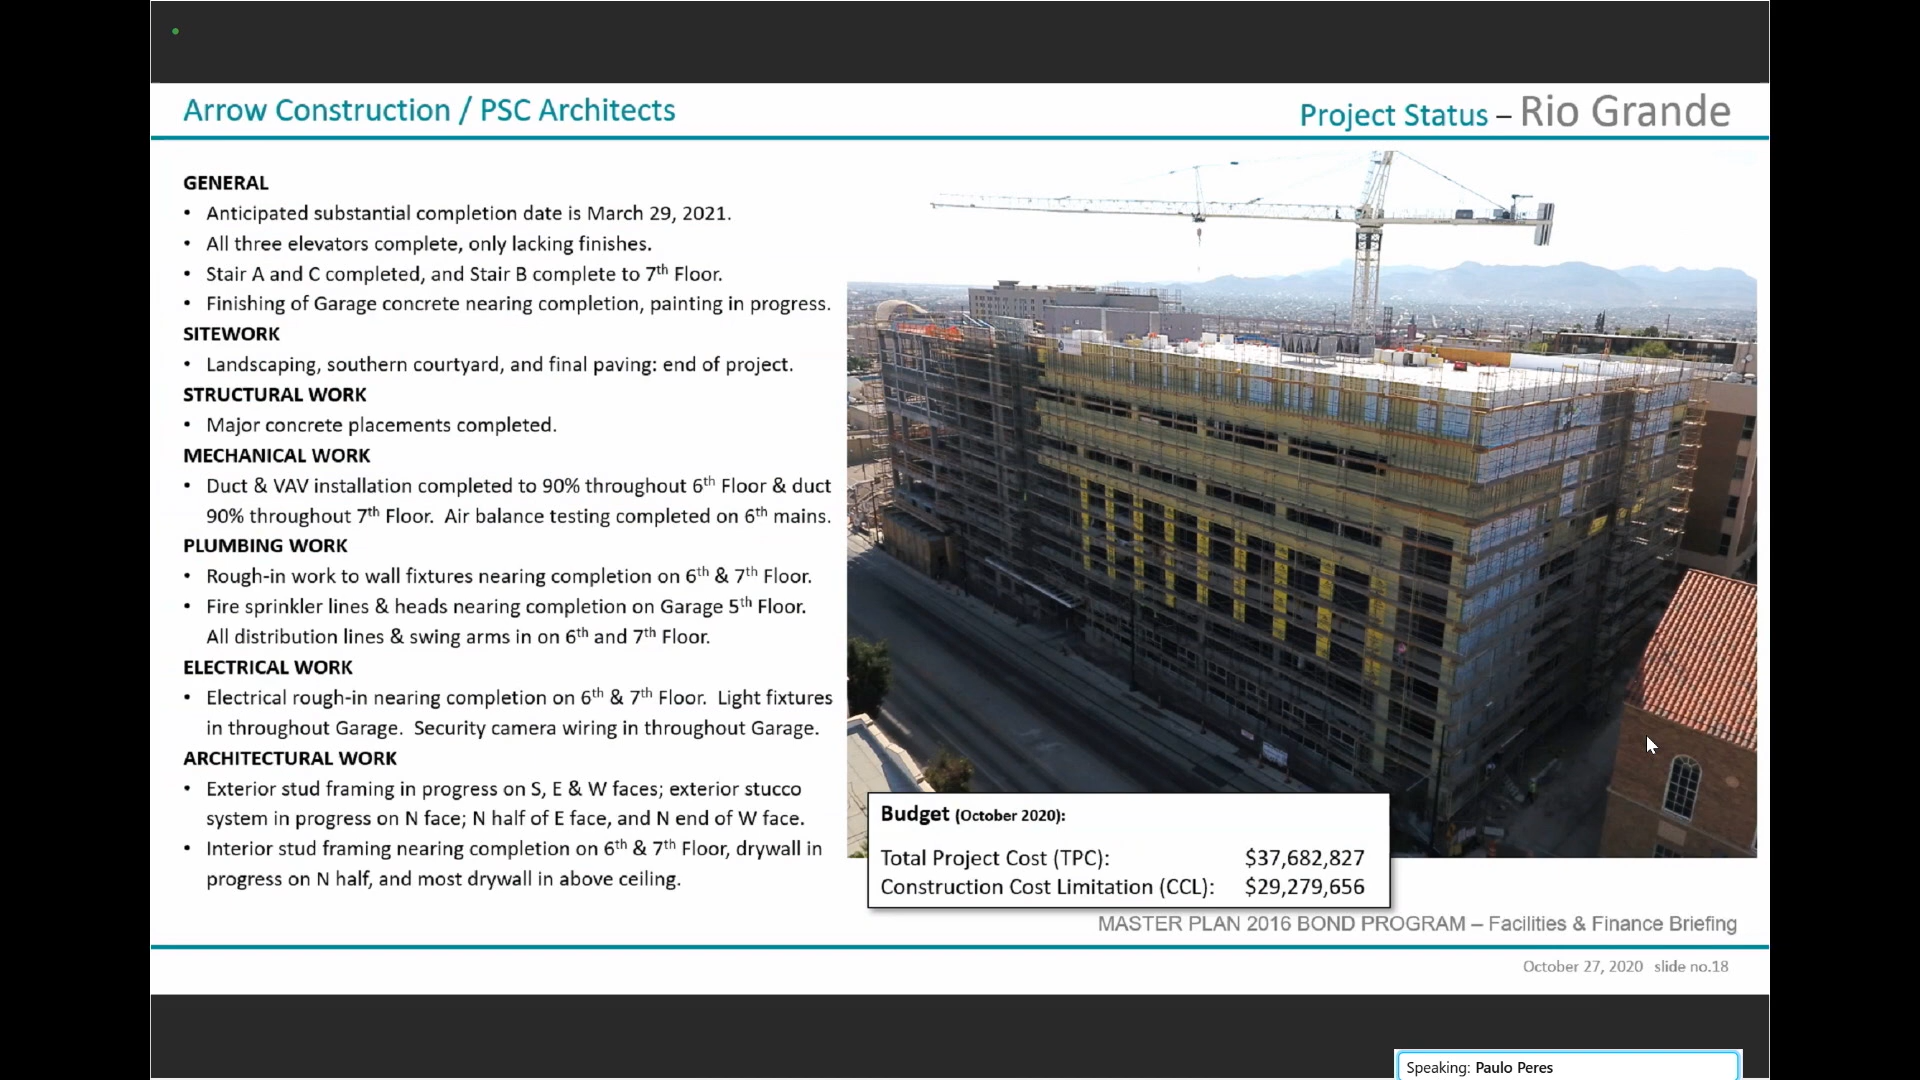 Arrow Construction / PSC Architects
Project Status – Rio Grande
GENERAL
• Anticipated substantial completion date is March 29, 2021.
• All three elevators complete, only lacking finishes.
• Stair A and C completed, and Stair B complete to 7th Floor.
• Finishing of Garage concrete nearing completion, painting in progress.
SITEWORK
• Landscaping, southern courtyard, and final paving: end of project.
STRUCTURAL WORK
• Major concrete placements completed.
MECHANICAL WORK
• Duct & VAV installation completed to 90% throughout 6th Floor & duct
90% throughout 7th Floor. Air balance testing completed on 6th mains.
PLUMBING WORK
• Rough-in work to wall fixtures nearing completion on 6th & 7th Floor.
• Fire sprinkler lines & heads nearing completion on Garage 5th Floor.
All distribution lines & swing arms in on 6th and 7th Floor.
ELECTRICAL WORK
• Electrical rough-in nearing completion on 6th & 7th Floor. Light fixtures
in throughout Garage. Security camera wiring in throughout Garage.
ARCHITECTURAL WORK
• Exterior stud framing in progress on S, E & W faces; exterior stucco
system in progress on N face; N half of E face, and N end of W face.
• Interior stud framing nearing completion on 6th & 7th Floor, drywall in
progress on N half, and most drywall in above ceiling.
Budget (October 2020):
Total Project Cost (TPC): $37,682,827
Construction Cost Limitation (CCL): $29,279,656
MASTER PLAN 2016 BOND PROGRAM – Facilities & Finance Briefing
October 27, 2020 slide no.18
Speaking: Paulo Peres